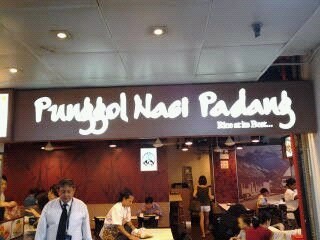 Punggol Nasi Padang
Rice at its Best...